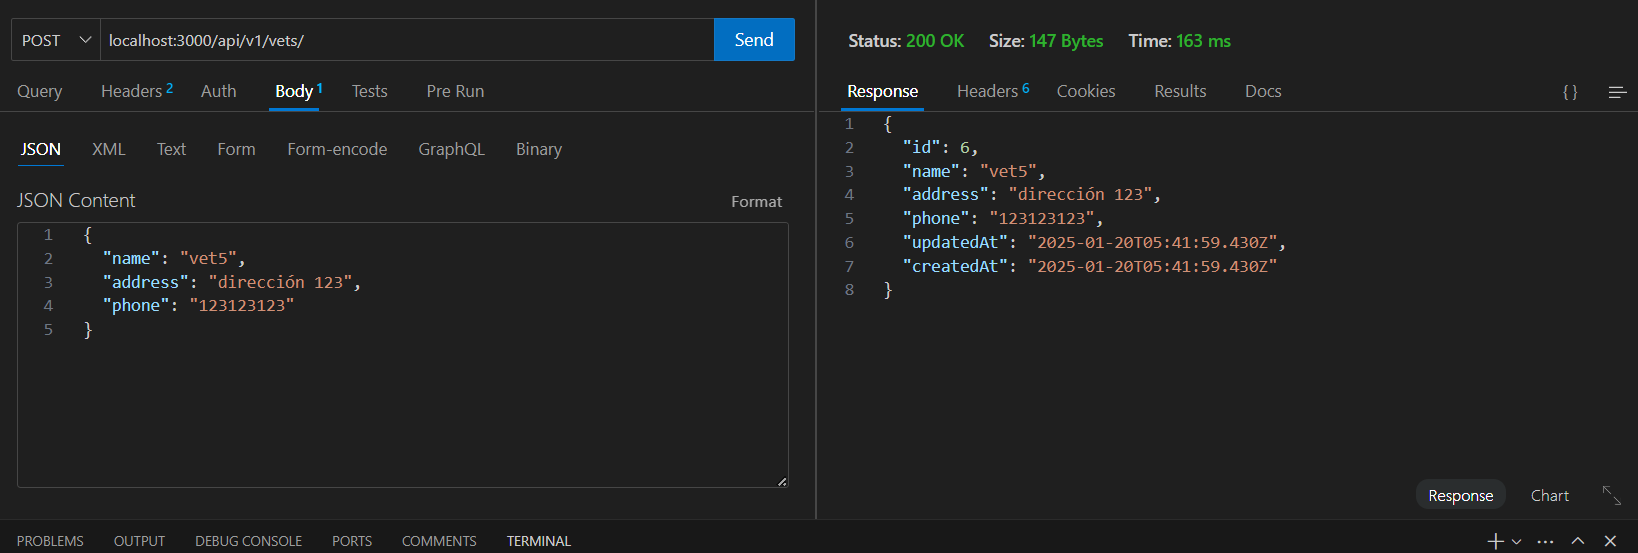 POST localhost:3000/api/v1/vets/ Send
Query Headers 2 Auth Body 1 Tests Pre Run
JSON XML Text Form Form-encode GraphQL Binary
JSON Content Format
1 {
2 "name": "vet5",
3 "address": "dirección 123",
4 "phone": "123123123"
5 }
Status: 200 OK Size: 147 Bytes Time: 163 ms
Response Headers 6 Cookies Results Docs {}
1 {
2 "id": 6,
3 "name": "vet5",
4 "address": "dirección 123",
5 "phone": "123123123",
6 "updatedAt": "2025-01-20T05:41:59.430Z",
7 "createdAt": "2025-01-20T05:41:59.430Z"
8 }
Response Chart
PROBLEMS OUTPUT DEBUG CONSOLE PORTS COMMENTS TERMINAL